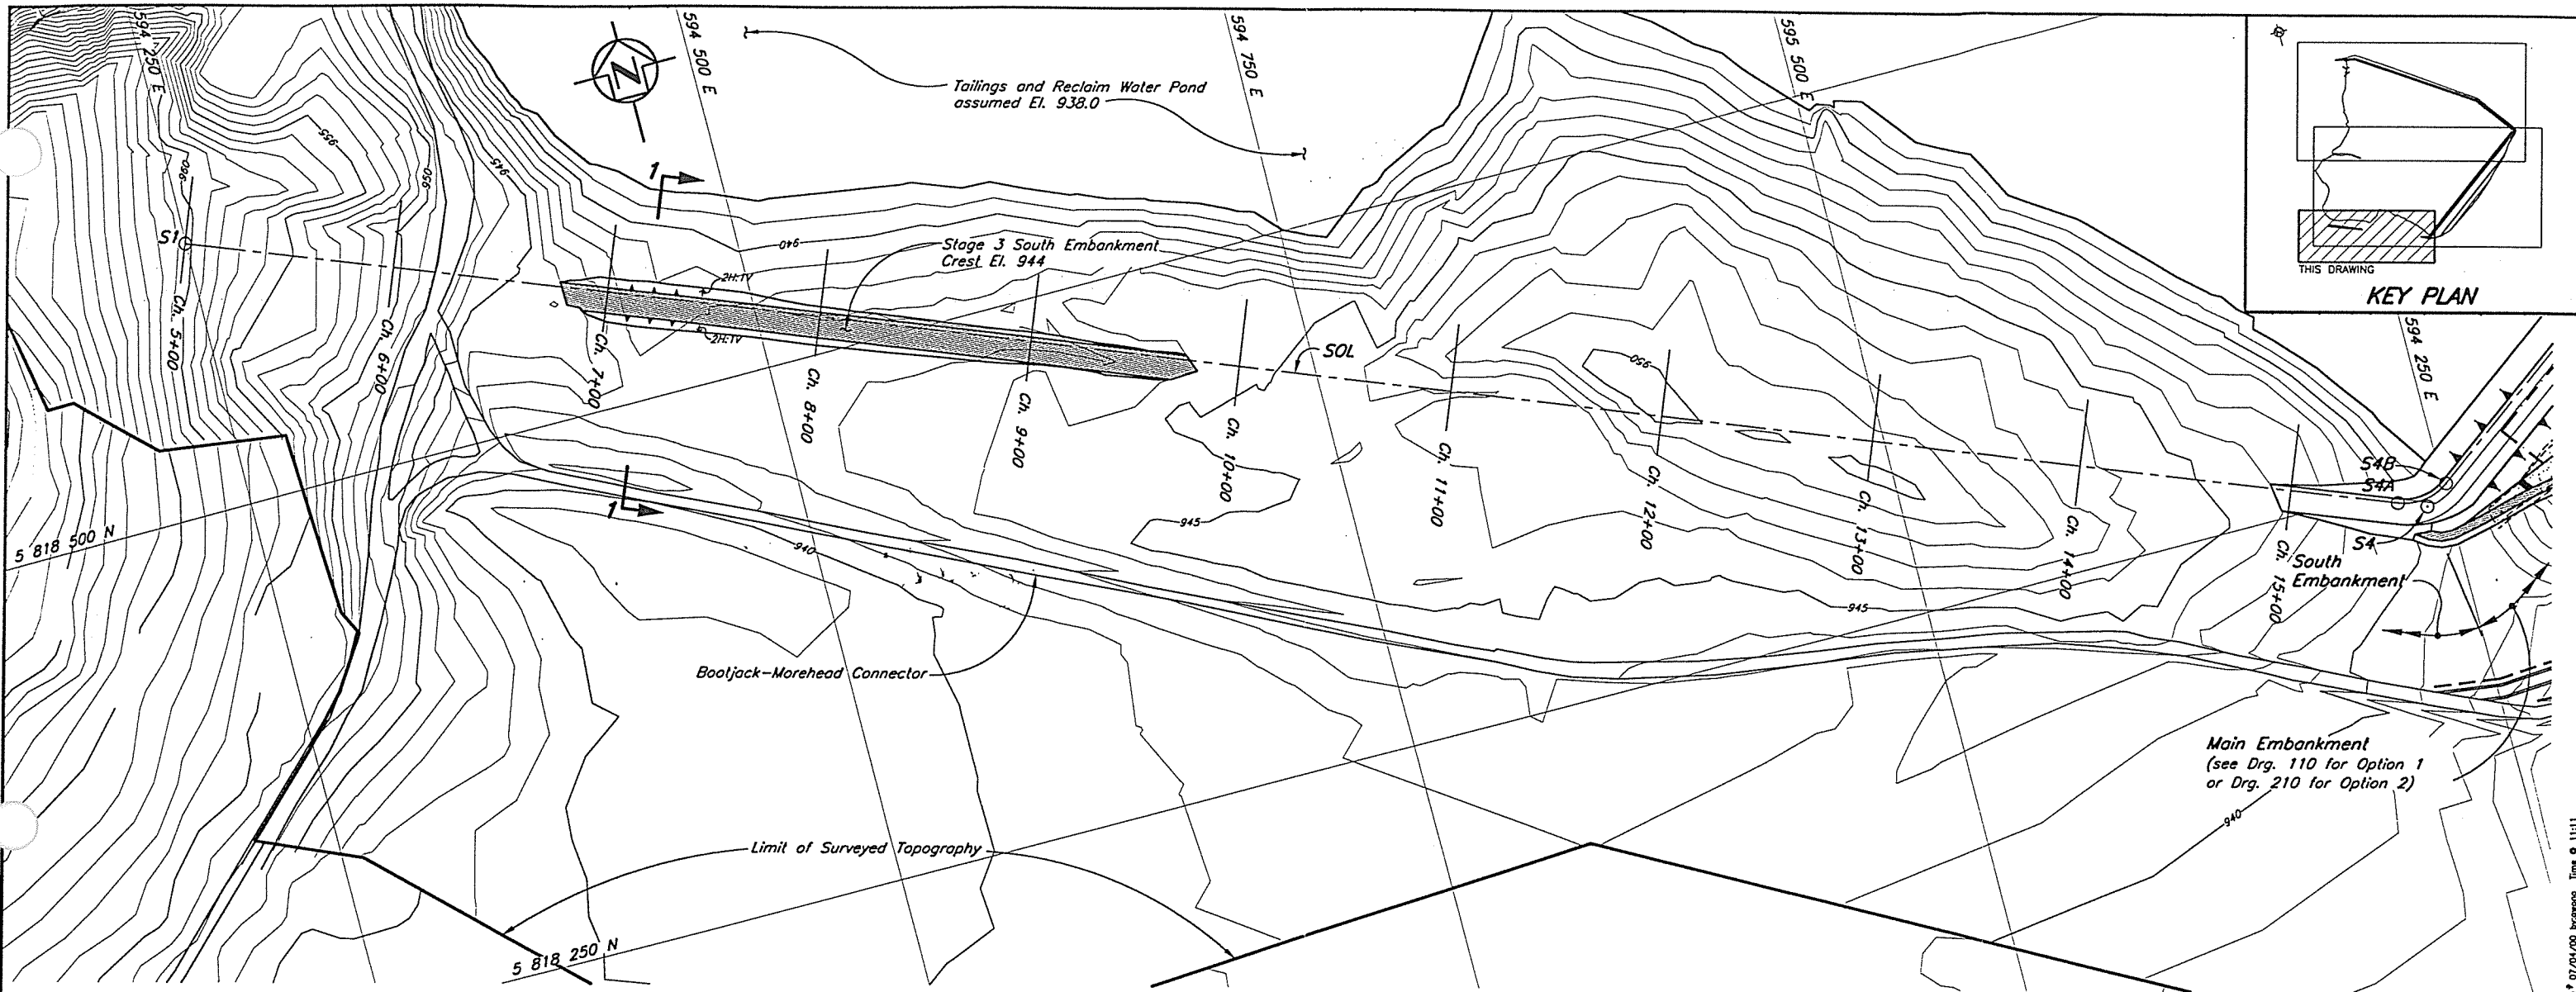 594 250 E
594 500 E
594 750 E
595 500 E
594 250 E
N
Tailings and Reclaim Water Pond
assumed El. 938.0
THIS DRAWING
KEY PLAN
955
960
950
945
940
1
S1
Stage 3 South Embankment
Crest El. 944
2H:1V
2H:1V
SOL
950
Ch. 5+00
Ch. 6+00
Ch. 7+00
Ch. 8+00
Ch. 9+00
Ch. 10+00
Ch. 11+00
Ch. 12+00
Ch. 13+00
Ch. 14+00
Ch. 15+00
S4B
S4A
S4
South
Embankment
1
945
940
945
5 818 500 N
Bootjack-Morehead Connector
Main Embankment
(see Drg. 110 for Option 1
or Drg. 210 for Option 2)
940
Limit of Surveyed Topography
5 818 250 N
Time @ 11:11